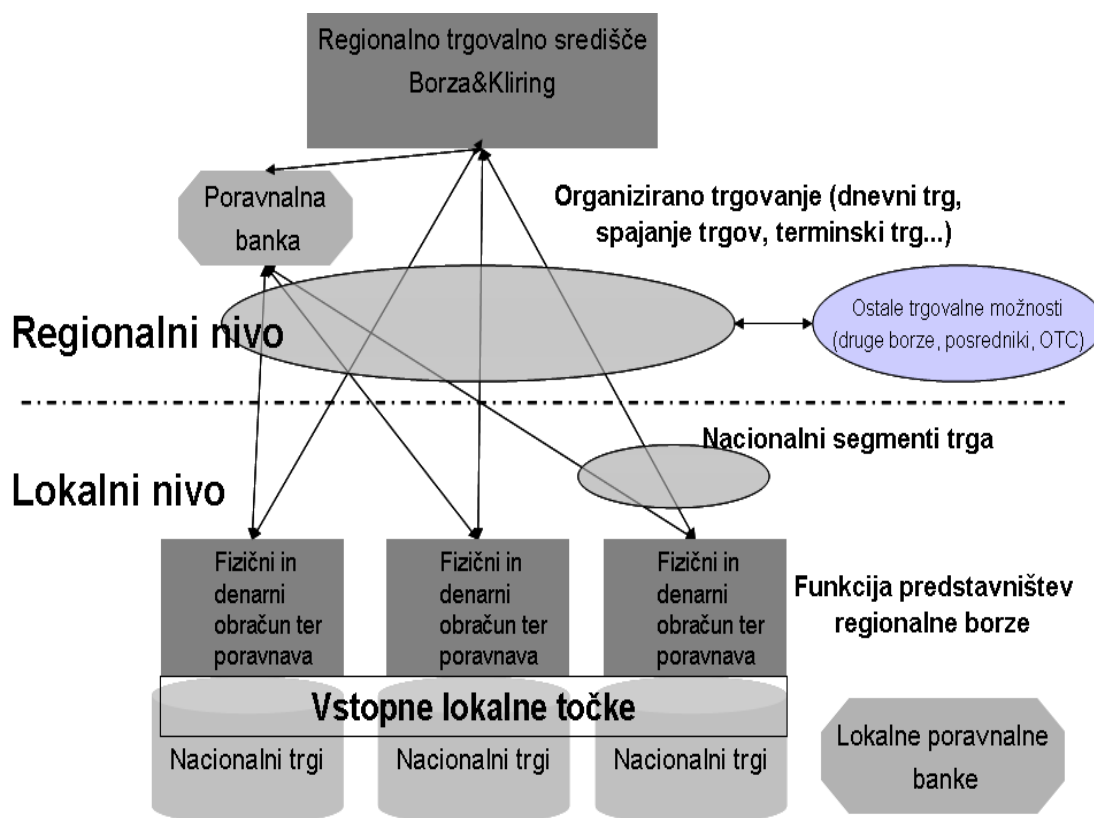 Regionalno trgovalno središče
Borza&Kliring
Poravnalna
banka
Organizirano trgovanje (dnevni trg,
spajanje trgov, terminski trg...)
Ostale trgovalne možnosti
(druge borze, posredniki, OTC)
Regionalni nivo
Nacionalni segmenti trga
Lokalni nivo
Fizični in
denarni
obračun ter
poravnava
Fizični in
denarni
obračun ter
poravnava
Fizični in
denarni
obračun ter
poravnava
Funkcija predstavništev
regionalne borze
Vstopne lokalne točke
Nacionalni trgi
Nacionalni trgi
Nacionalni trgi
Lokalne poravnalne
banke